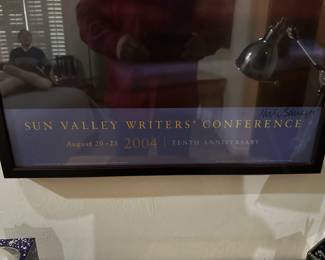 SUN VALLEY WRITERS' CONFERENCE
August 20-23 2004 | TENTH ANNIVERSARY